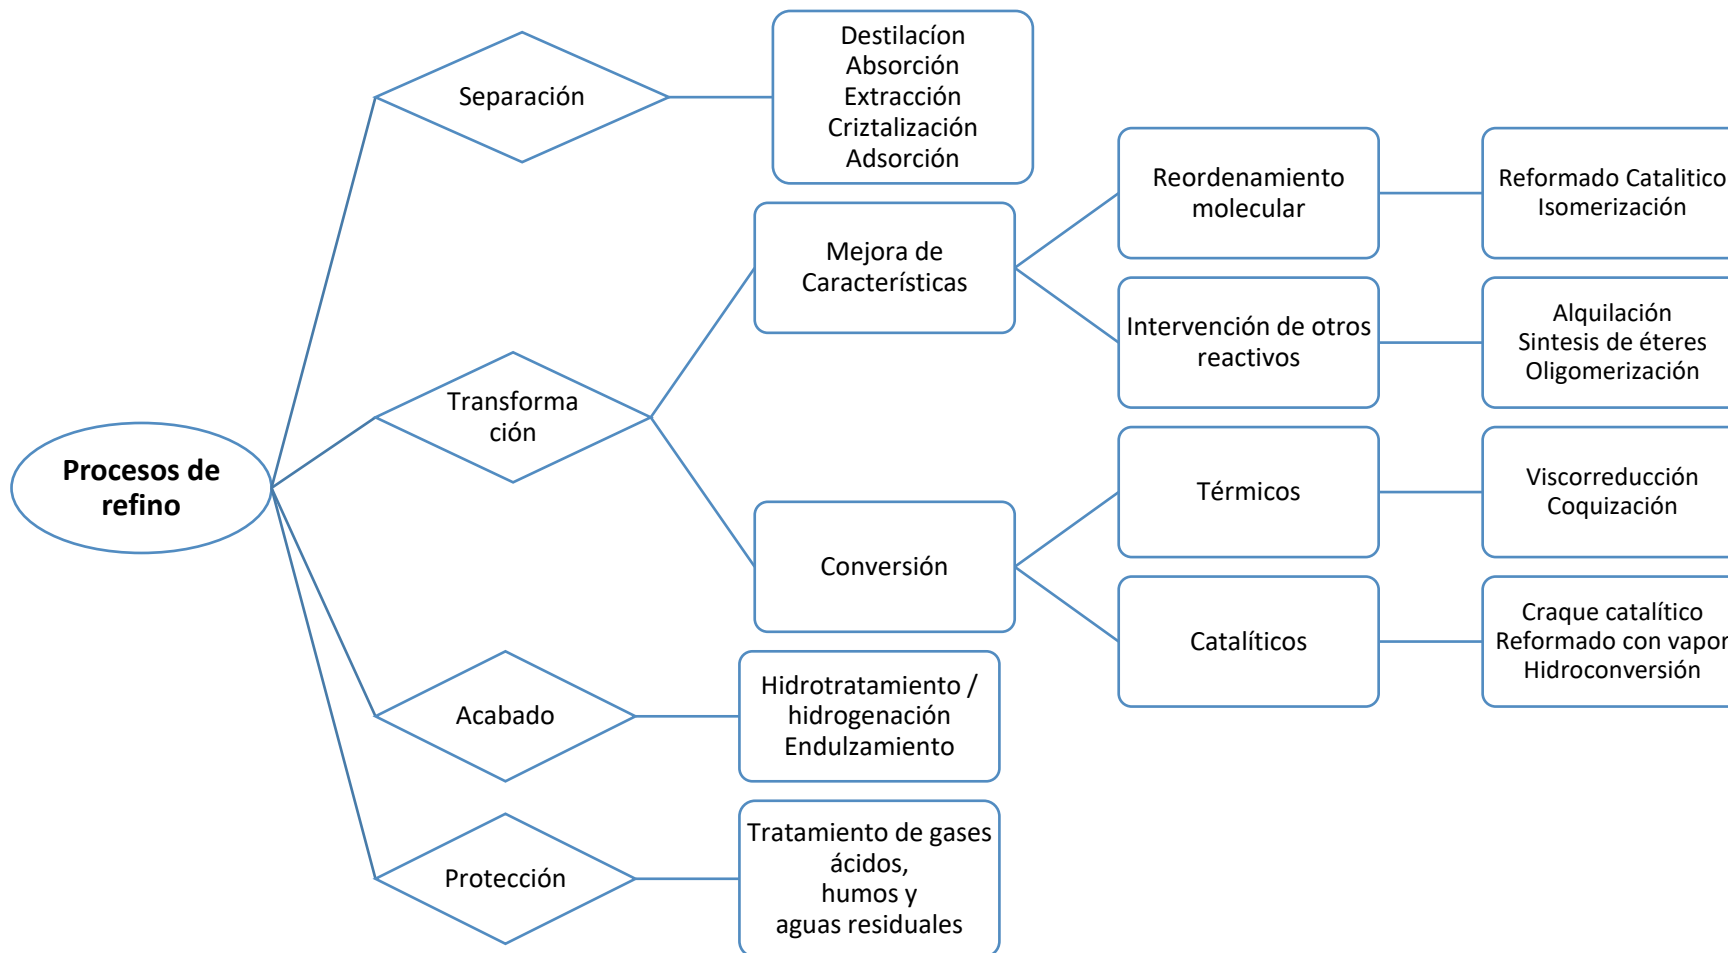 Procesos de
refino
Separación
Destilacíon
Absorción
Extracción
Criztalización
Adsorción
Transforma
ción
Mejora de
Característícas
Reordenamiento
molecular
Reformado Catalitico
Isomerización
Intervención de otros
reactivos
Alquilación
Sintesis de éteres
Oligomerización
Conversión
Térmicos
Viscorreducción
Coquización
Catalíticos
Craque catalítico
Reformado con vapor
Hidroconversión
Acabado
Hidrotratamiento /
hidrogenación
Endulzamiento
Protección
Tratamiento de gases
ácidos,
humos y
aguas residuales